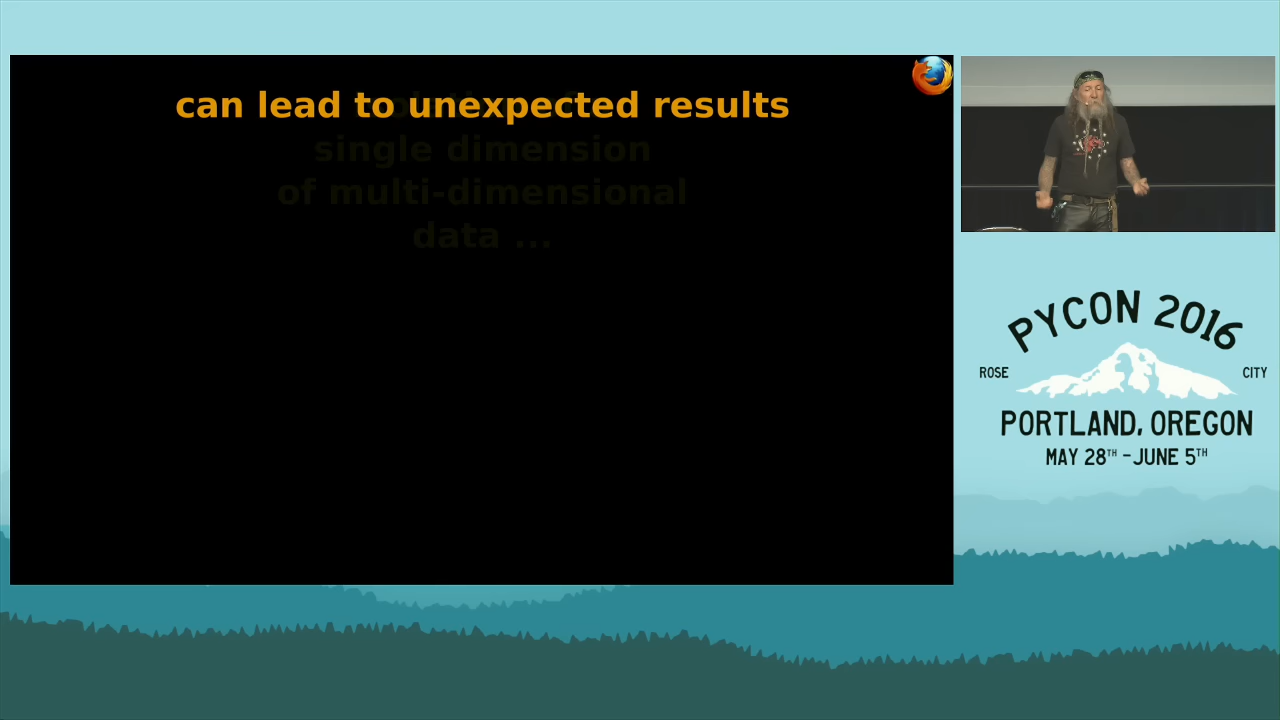 can lead to unexpected results
single dimension
of multi-dimensional
data ...
PYCON 2016
ROSE
CITY
PORTLAND, OREGON
MAY 28TH - JUNE 5TH